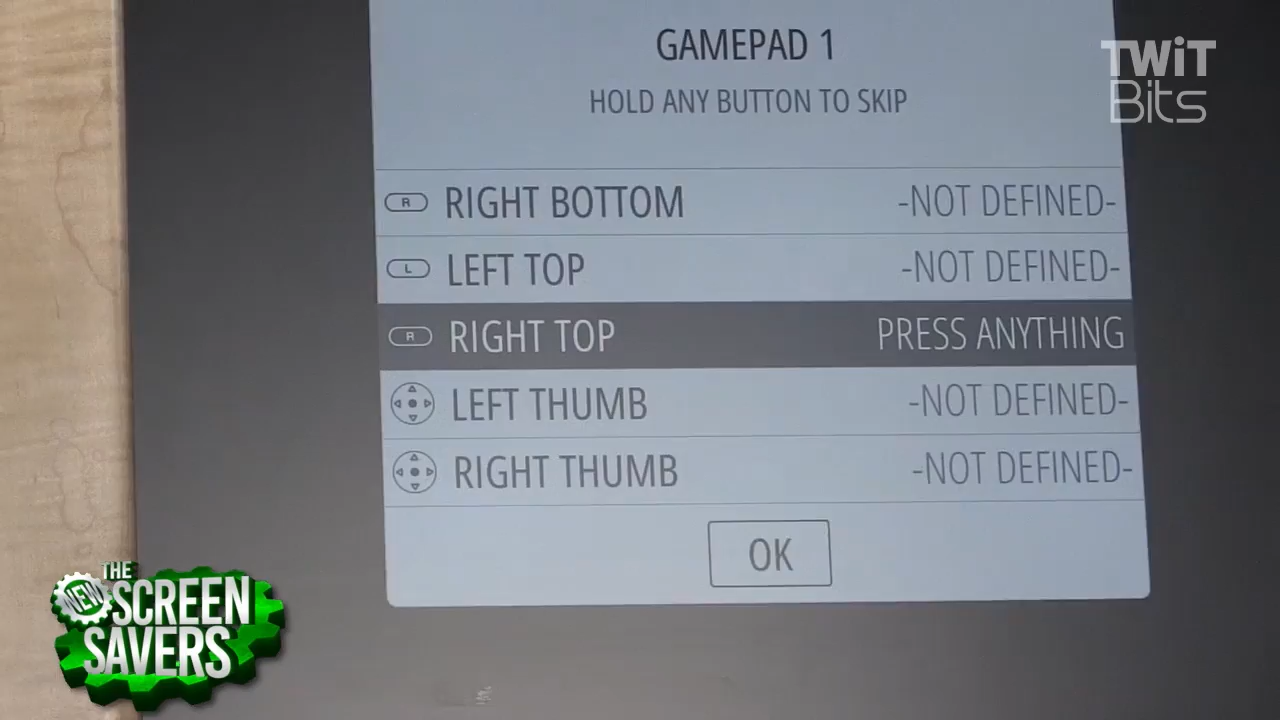 GAMEPAD 1
HOLD ANY BUTTON TO SKIP
TWiT
Bits
R RIGHT BOTTOM -NOT DEFINED-
L LEFT TOP -NOT DEFINED-
R RIGHT TOP PRESS ANYTHING
LEFT THUMB -NOT DEFINED-
RIGHT THUMB -NOT DEFINED-
OK
THE
NEW SCREEN
SAVERS